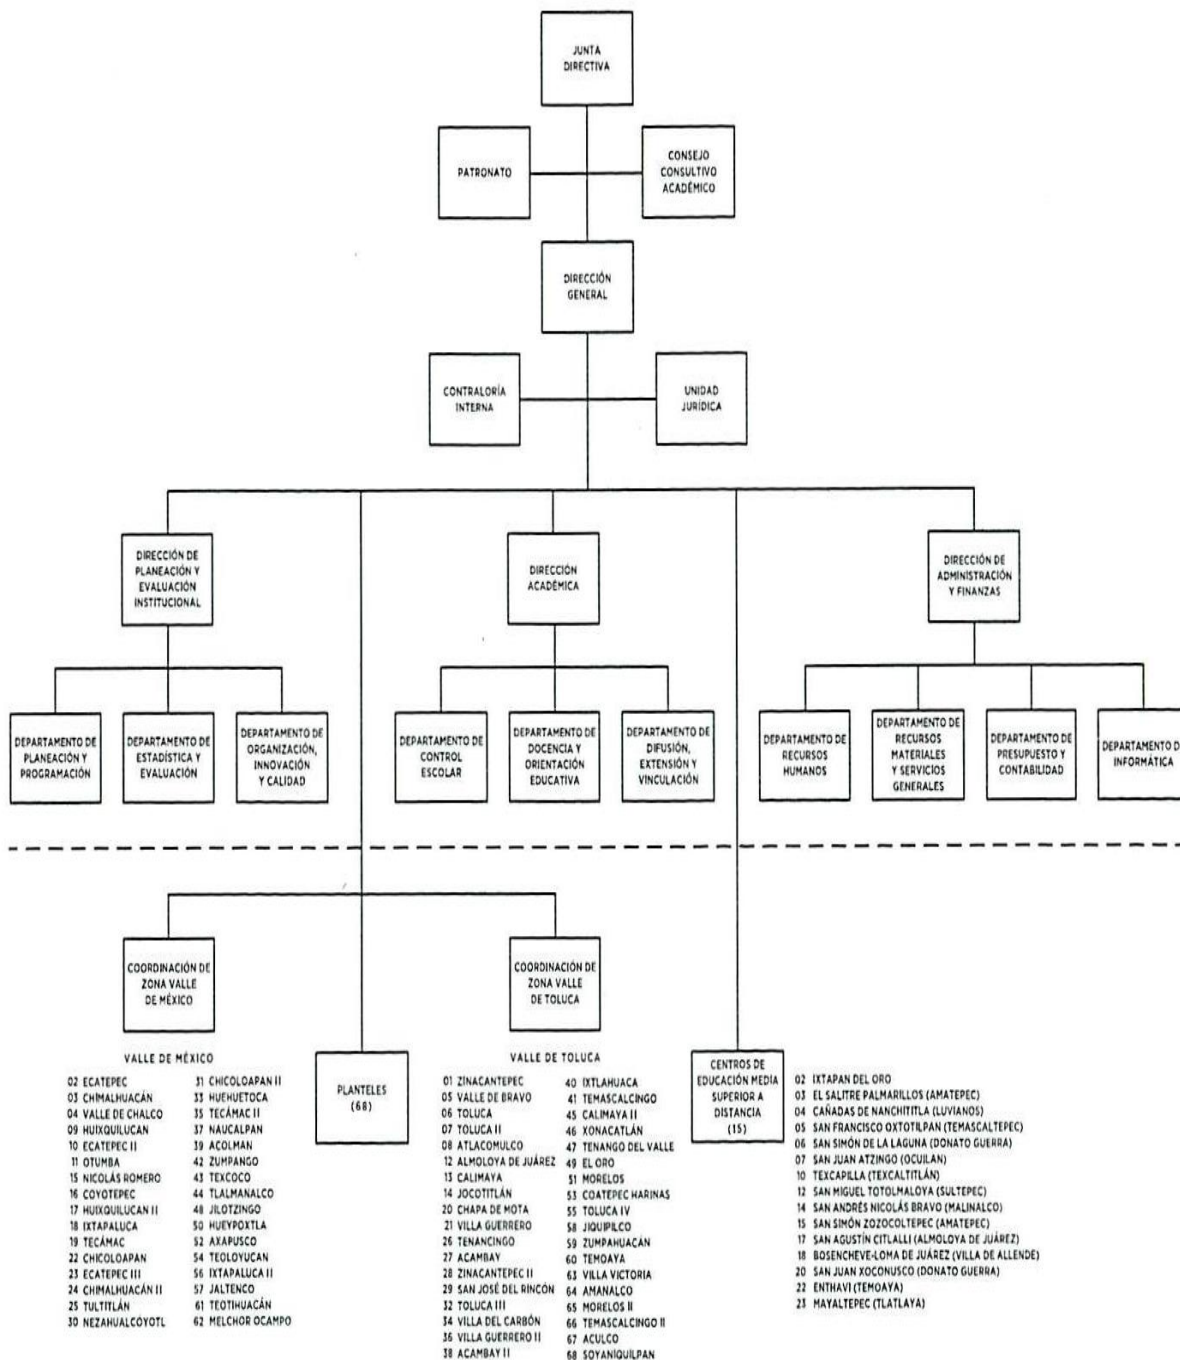 JUNTA
DIRECTIVA
PATRONATO
CONSEJO
CONSULTIVO
ACADÉMICO
DIRECCIÓN
GENERAL
CONTRALORÍA
INTERNA
UNIDAD
JURÍDICA
DIRECCIÓN DE
PLANEACIÓN Y
EVALUACIÓN
INSTITUCIONAL
DIRECCIÓN
ACADÉMICA
DIRECCIÓN DE
ADMINISTRACIÓN
Y FINANZAS
DEPARTAMENTO DE
PLANEACIÓN Y
PROGRAMACIÓN
DEPARTAMENTO DE
ESTADÍSTICA Y
EVALUACIÓN
DEPARTAMENTO DE
ORGANIZACIÓN,
INNOVACIÓN
Y CALIDAD
DEPARTAMENTO DE
CONTROL
ESCOLAR
DEPARTAMENTO DE
DOCENCIA Y
ORIENTACIÓN
EDUCATIVA
DEPARTAMENTO DE
DIFUSIÓN,
EXTENSIÓN Y
VINCULACIÓN
DEPARTAMENTO DE
RECURSOS
HUMANOS
DEPARTAMENTO DE
RECURSOS
MATERIALES
Y SERVICIOS
GENERALES
DEPARTAMENTO DE
PRESUPUESTO Y
CONTABILIDAD
DEPARTAMENTO D
INFORMÁTICA
COORDINACIÓN DE
ZONA VALLE
DE MÉXICO
COORDINACIÓN DE
ZONA VALLE
DE TOLUCA
VALLE DE MÉXICO
02 ECATEPEC
03 CHIMALHUACÁN
04 VALLE DE CHALCO
09 HUIXQUILUCAN
10 ECATEPEC II
11 OTUMBA
15 NICOLÁS ROMERO
16 COYOTEPEC
17 HUIXQUILUCAN II
18 IXTAPALUCA
19 TECÁMAC
22 CHICOLOAPAN
23 ECATEPEC III
24 CHIMALHUACÁN II
25 TULTITLÁN
30 NEZAHUALCÓYOTL
31 CHICOLOAPAN II
33 HUEHUETOCA
35 TECÁMAC II
37 NAUCALPAN
39 ACOLMAN
42 ZUMPANGO
43 TEXCOCO
44 TLALMANALCO
48 JILOTZINGO
50 HUEYPOXTLA
52 AXAPUSCO
54 TEOLOYUCAN
56 IXTAPALUCA II
57 JALTENCO
61 TEOTIHUACÁN
62 MELCHOR OCAMPO
PLANTELES
(68)
VALLE DE TOLUCA
01 ZINACANTEPEC
05 VALLE DE BRAVO
06 TOLUCA
07 TOLUCA II
08 ATLACOMULCO
12 ALMOLOYA DE JUÁREZ
13 CALIMAYA
14 JOCOTITLÁN
20 CHAPA DE MOTA
21 VILLA GUERRERO
26 TENANCINGO
27 ACAMBAY
28 ZINACANTEPEC II
29 SAN JOSÉ DEL RINCÓN
32 TOLUCA III
34 VILLA DEL CARBÓN
36 VILLA GUERRERO II
38 ACAMBAY II
40 IXTLAHUACA
41 TEMASCALCINGO
45 CALIMAYA II
46 XONACATLÁN
47 TENANGO DEL VALLE
49 EL ORO
51 MORELOS
53 COATEPEC HARINAS
55 TOLUCA IV
58 JIQUIPILCO
59 ZUMPAHUACÁN
60 TEMOAYA
63 VILLA VICTORIA
64 AMANALCO
65 MORELOS II
66 TEMASCALCINGO II
67 ACULCO
68 SOYANIQUILPAN
CENTROS DE
EDUCACIÓN MEDIA
SUPERIOR A
DISTANCIA
(15)
02 IXTAPAN DEL ORO
03 EL SALITRE PALMARILLOS (AMATEPEC)
04 CAÑADAS DE NANCHITITLA (LUVIANOS)
05 SAN FRANCISCO OXTOTILPAN (TEMASCALTEPEC)
06 SAN SIMÓN DE LA LAGUNA (DONATO GUERRA)
07 SAN JUAN ATZINGO (OCUILAN)
10 TEXCAPILLA (TEXCALTITLÁN)
12 SAN MIGUEL TOTOLMALOYA (SULTEPEC)
14 SAN ANDRÉS NICOLÁS BRAVO (MALINALCO)
15 SAN SIMÓN ZOZOCOLTEPEC (AMATEPEC)
17 SAN AGUSTÍN CITLALLI (ALMOLOYA DE JUÁREZ)
18 BOSENCHEVE-LOMA DE JUÁREZ (VILLA DE ALLENDE)
20 SAN JUAN XOCONUSCO (DONATO GUERRA)
22 ENTHAVI (TEMOAYA)
23 MAYALTEPEC (TLATLAYA)